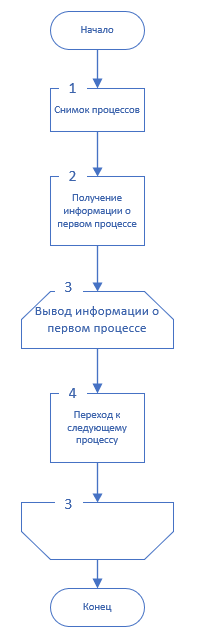 Начало
1
Снимок процессов
2
Получение
информации о
первом процессе
3
Вывод информации о
первом процессе
4
Переход к
следующему
процессу
3
Конец